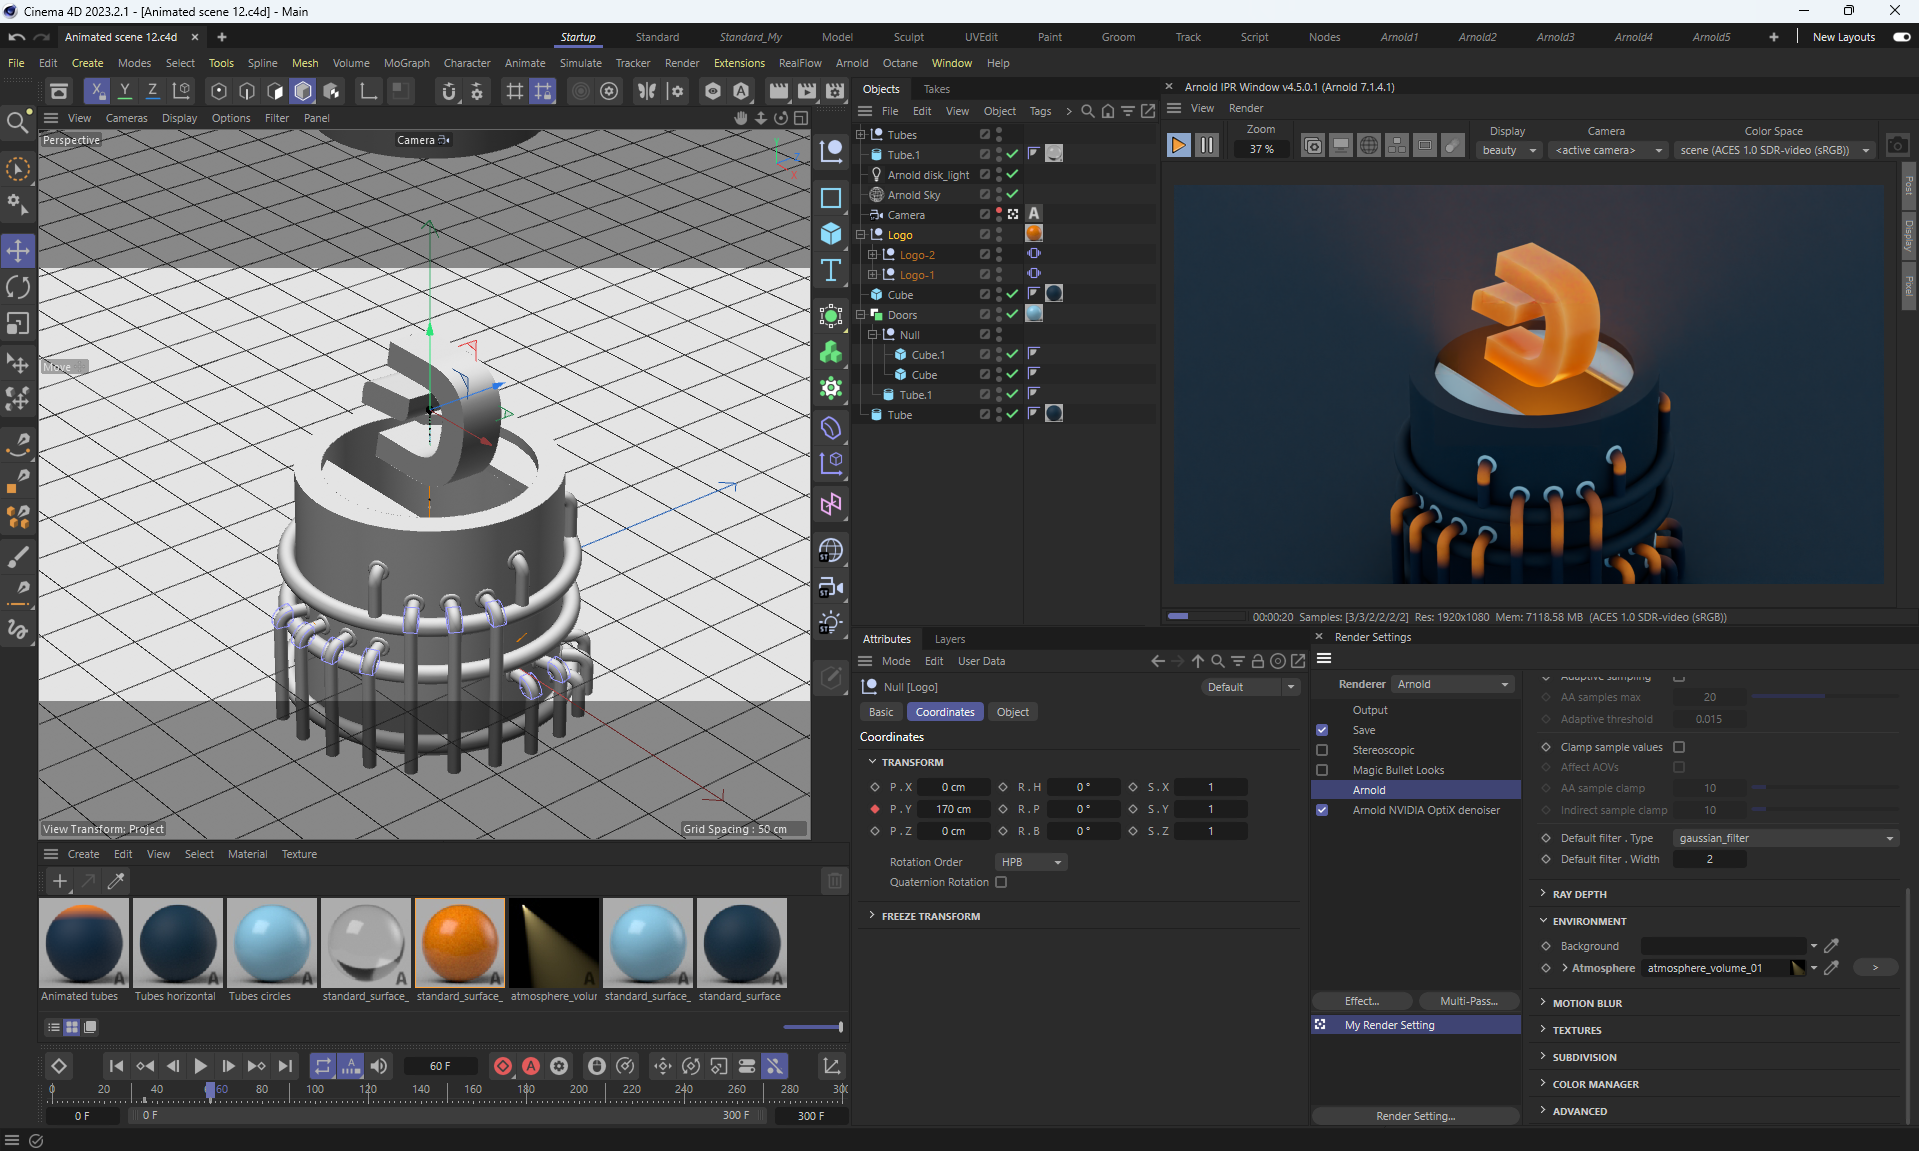 Cinema 4D 2023.2.1 - [Animated scene 12.c4d] - Main
Animated scene 12.c4d
Startup Standard Standard_My Model Sculpt UVEdit Paint Groom Track Script Nodes Arnold1 Arnold2 Arnold3 Arnold4 Arnold5 New Layouts
File Edit Create Modes Select Tools Spline Mesh Volume MoGraph Character Animate Simulate Tracker Render Extensions RealFlow Arnold Octane Window Help
X Y Z
View Cameras Display Options Filter Panel
Perspective
Camera
Move
View Transform: Project
Grid Spacing : 50 cm
Objects Takes
File Edit View Object Tags
Tubes
Tube.1
Arnold disk_light
Arnold Sky
Camera
Logo
Logo-2
Logo-1
Cube
Doors
Null
Cube.1
Cube
Tube.1
Tube
Arnold IPR Window v4.5.0.1 (Arnold 7.1.4.1)
View Render
Zoom
37 %
Display
beauty
Camera
<active camera>
Color Space
scene (ACES 1.0 SDR-video (sRGB))
Post
Display
Pixel
00:00:20 Samples: [3/3/2/2/2/2] Res: 1920x1080 Mem: 7118.58 MB (ACES 1.0 SDR-video (sRGB))
Attributes Layers
Mode Edit User Data
Null [Logo]
Default
Basic Coordinates Object
Coordinates
TRANSFORM
P . X 0 cm R . H 0 ° S . X 1
P . Y 170 cm R . P 0 ° S . Y 1
P . Z 0 cm R . B 0 ° S . Z 1
Rotation Order HPB
Quaternion Rotation
FREEZE TRANSFORM
Render Settings
Renderer Arnold
Output
Save
Stereoscopic
Magic Bullet Looks
Arnold
Arnold NVIDIA OptiX denoiser
Effect... Multi-Pass...
My Render Setting
Render Setting...
Adaptive sampling
AA samples max 20
Adaptive threshold 0.015
Clamp sample values
Affect AOVs
AA sample clamp 10
Indirect sample clamp 10
Default filter . Type gaussian_filter
Default filter . Width 2
RAY DEPTH
ENVIRONMENT
Background
Atmosphere atmosphere_volume_01
MOTION BLUR
TEXTURES
SUBDIVISION
COLOR MANAGER
ADVANCED
Create Edit View Select Material Texture
Animated tubes Tubes horizontal Tubes circles standard_surface_ standard_surface_ atmosphere_volur standard_surface_ standard_surface
60 F
0 20 40 60 80 100 120 140 160 180 200 220 240 260 280 30
0 F 0 F 300 F 300 F